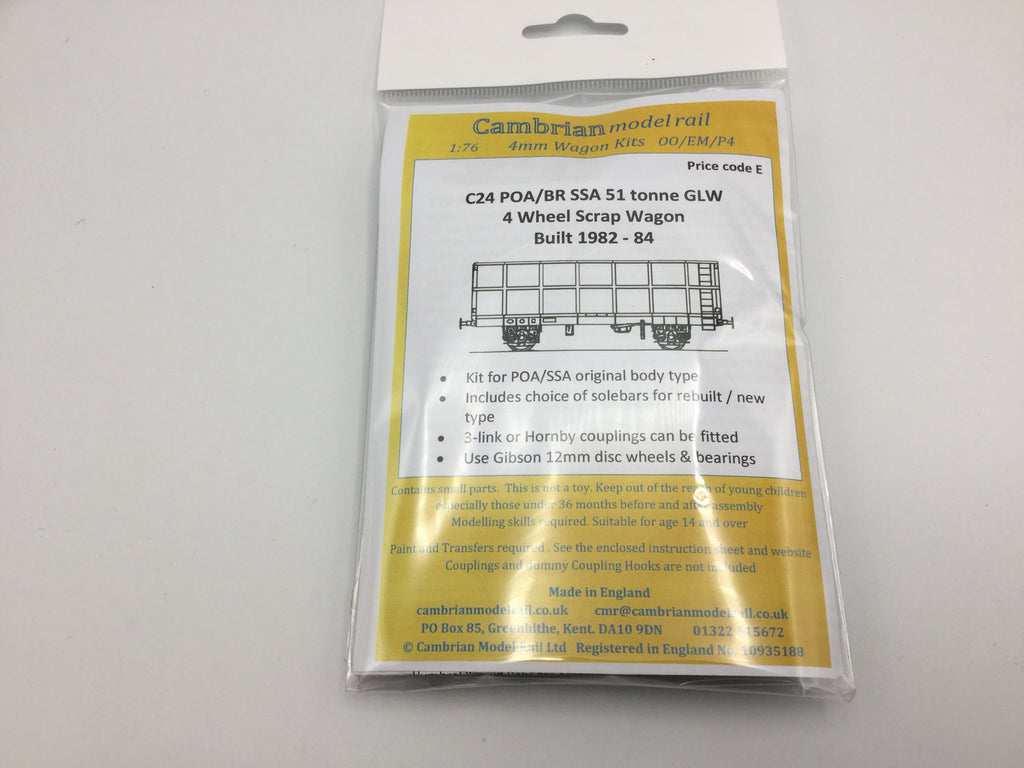 Cambrian model rail
1:76 4mm Wagon Kits OO/EM/P4
Price code E
C24 POA/BR SSA 51 tonne GLW
4 Wheel Scrap Wagon
Built 1982 - 84
• Kit for POA/SSA original body type
• Includes choice of solebars for rebuilt / new
type
• 3-link or Hornby couplings can be fitted
• Use Gibson 12mm disc wheels & bearings
Contains small parts. This is not a toy. Keep out of the reach of young children
especially those under 36 months before and after assembly
Modelling skills required. Suitable for age 14 and over
Paint and Transfers required . See the enclosed instruction sheet and website
Couplings and dummy Coupling Hooks are not included
Made in England
cambrianmodelrail.co.uk cmr@cambrianmodelrail.co.uk
PO Box 85, Greenhithe, Kent. DA10 9DN 01322
© Cambrian Model Rail Ltd Registered in England No. 10935188